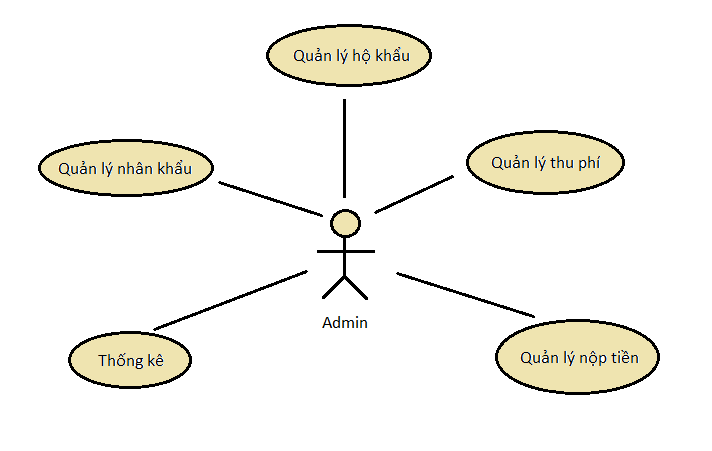 Quản lý hộ khẩu
Quản lý nhân khẩu
Quản lý thu phí
Admin
Thống kê
Quản lý nộp tiền